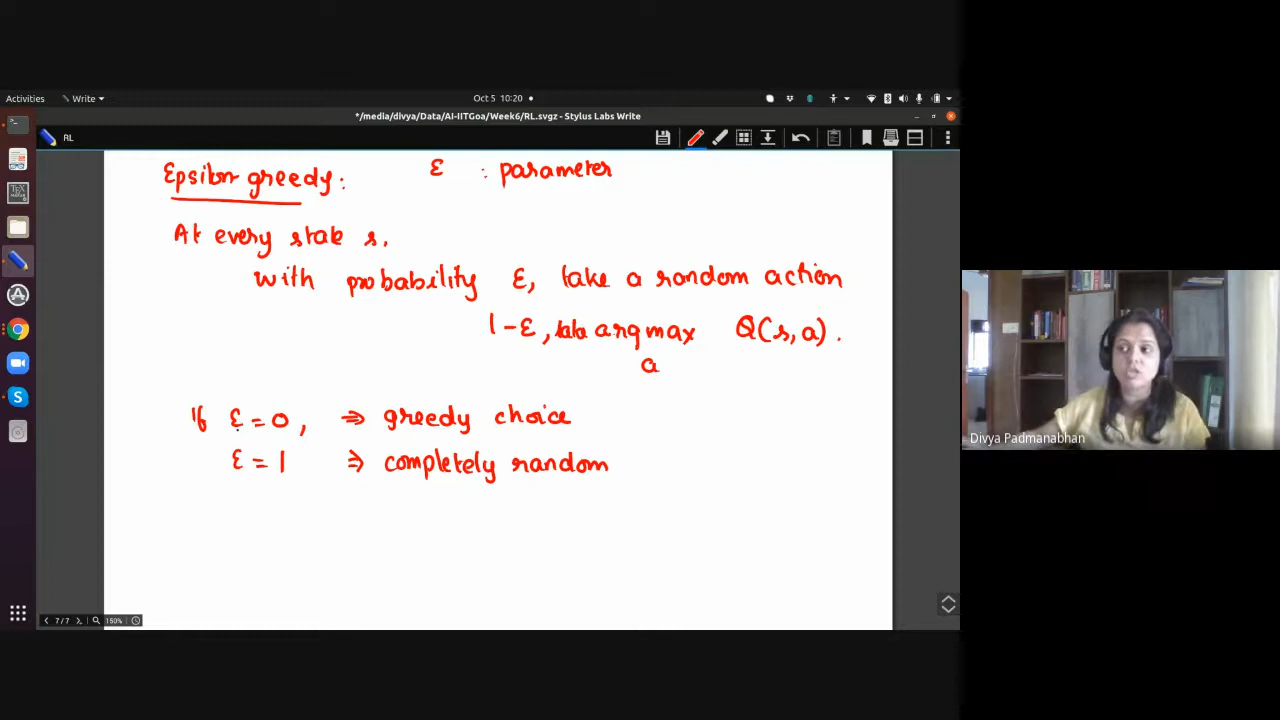 Activities
Write
Oct 5 10:20
*/media/divya/Data/AI-IITGoa/Week6/RL.svgz - Stylus Labs Write
RL
Epsilon greedy:
ε : parameter
At every state s,
with probability ε, take a random action
1-ε, take argmax Q(s,a).
a
If ε = 0, ⇒ greedy choice
ε = 1 ⇒ completely random
Divya Padmanabhan
7/7
150%